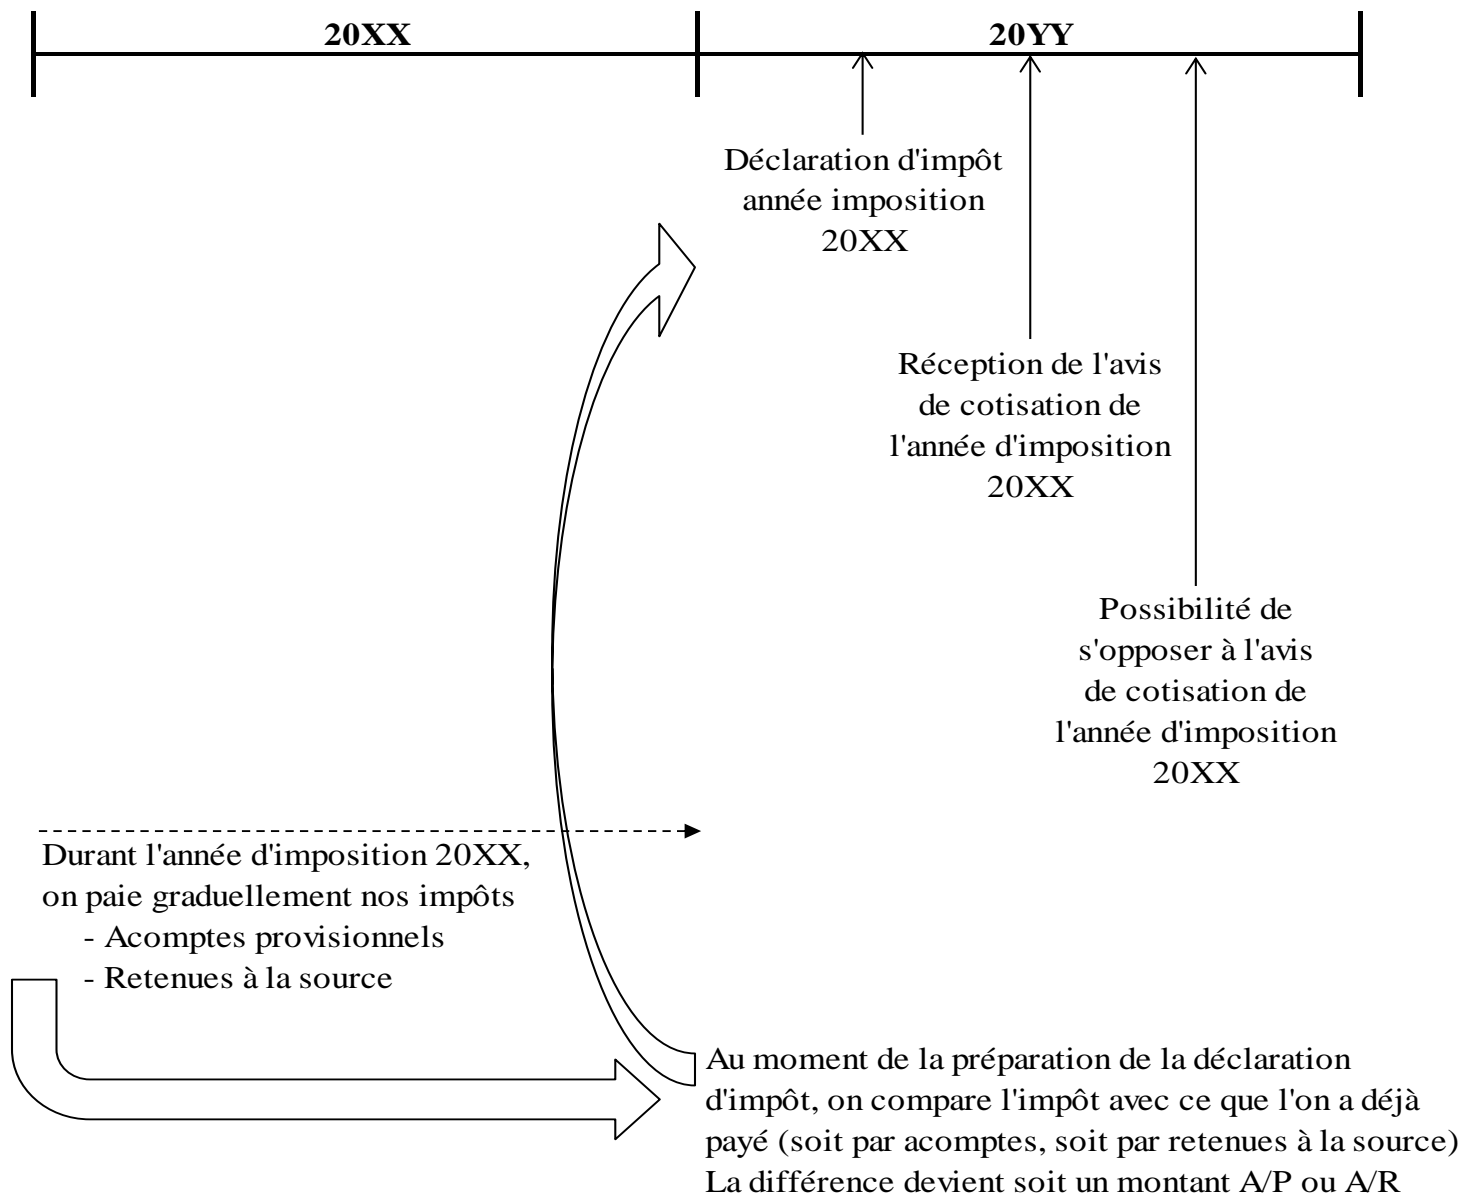 20XX
20YY
Déclaration d'impôt
année imposition
20XX
Réception de l'avis
de cotisation de
l'année d'imposition
20XX
Possibilité de
s'opposer à l'avis
de cotisation de
l'année d'imposition
20XX
Durant l'année d'imposition 20XX,
on paie graduellement nos impôts
- Acomptes provisionnels
- Retenues à la source
Au moment de la préparation de la déclaration
d'impôt, on compare l'impôt avec ce que l'on a déjà
payé (soit par acomptes, soit par retenues à la source)
La différence devient soit un montant A/P ou A/R